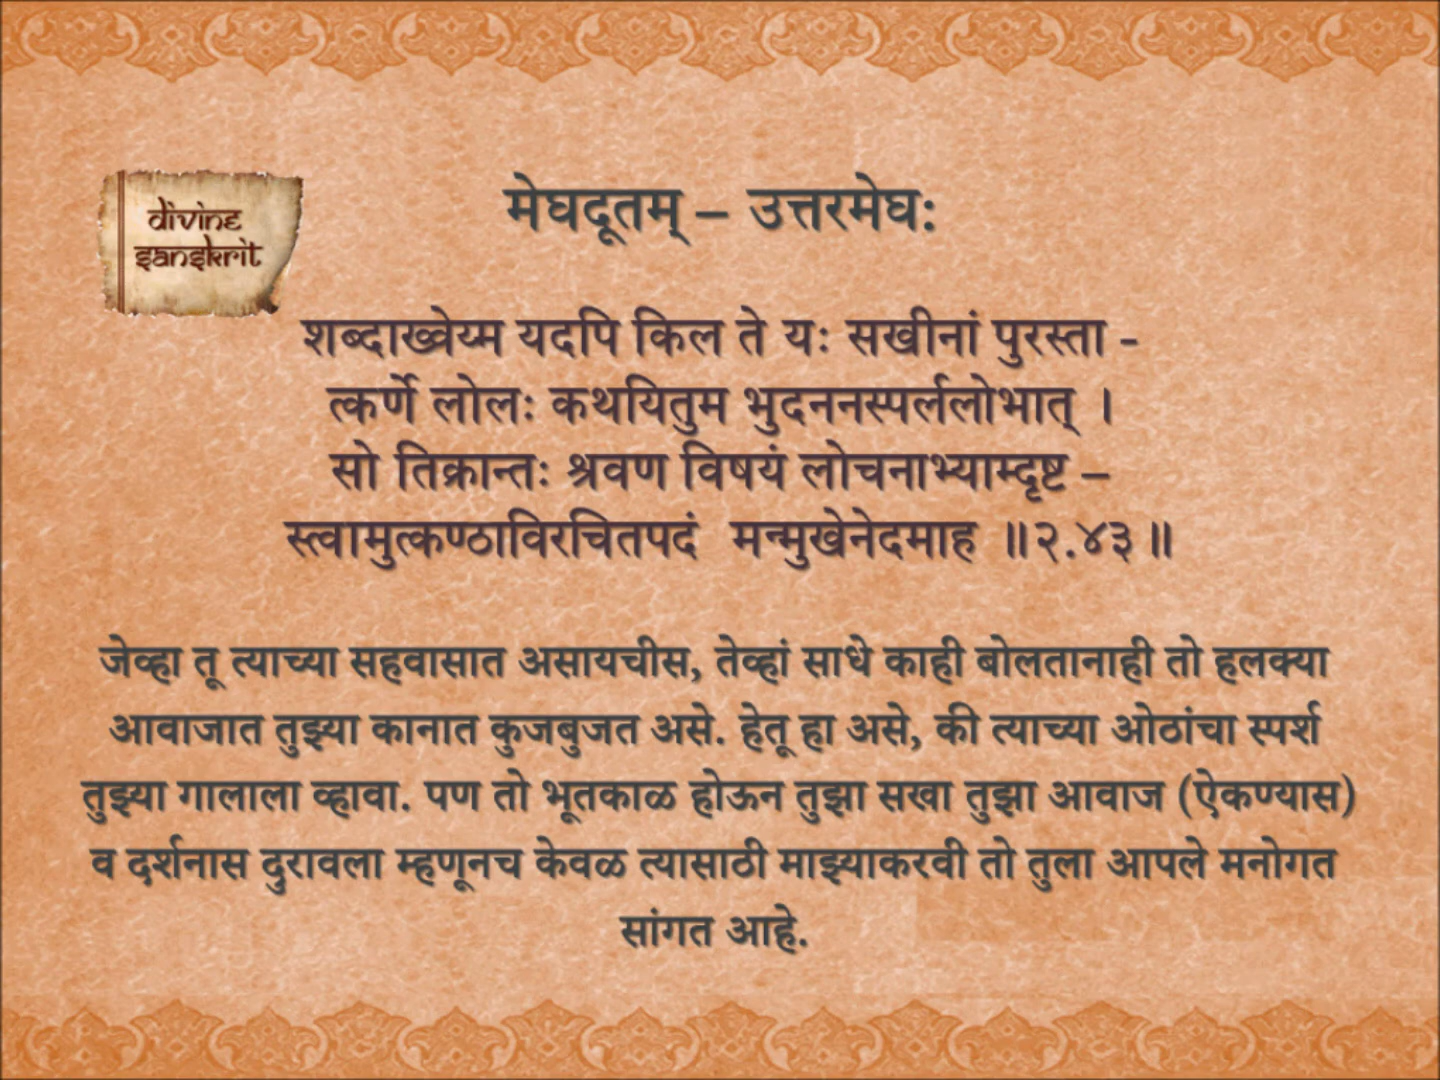 divine
sanskrit
मेघदूतम् – उत्तरमेघः
शब्दाख्वेय्म यदपि किल ते यः सखीनां पुरस्ता -
त्कर्णे लोलः कथयितुम भुदननस्पर्ललोभात् ।
सो तिक्रान्तः श्रवण विषयं लोचनाभ्याम्दृष्ट –
स्त्वामुत्कण्ठाविरचितपदं मन्मुखेनेदमाह ॥२.४३॥
जेव्हा तू त्याच्या सहवासात असायचीस, तेव्हां साधे काही बोलतानाही तो हलक्या
आवाजात तुझ्या कानात कुजबुजत असे. हेतू हा असे, की त्याच्या ओठांचा स्पर्श
तुझ्या गालाला व्हावा. पण तो भूतकाळ होऊन तुझा सखा तुझा आवाज (ऐकण्यास)
व दर्शनास दुरावला म्हणूनच केवळ त्यासाठी माझ्याकरवी तो तुला आपले मनोगत
सांगत आहे.